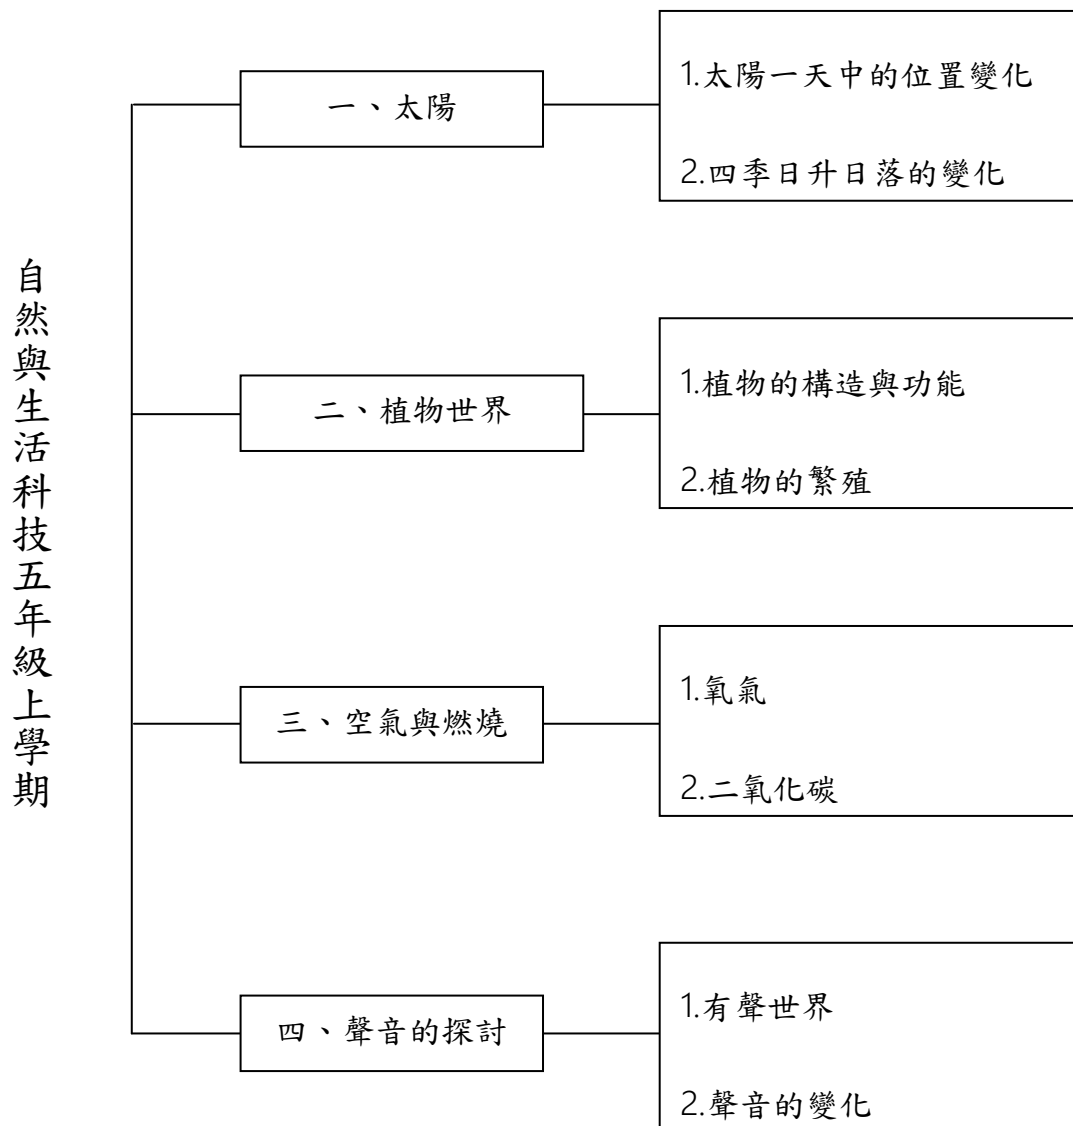 自然與生活科技五年級上學期
一、太陽
1.太陽一天中的位置變化
2.四季日升日落的變化
二、植物世界
1.植物的構造與功能
2.植物的繁殖
三、空氣與燃燒
1.氧氣
2.二氧化碳
四、聲音的探討
1.有聲世界
2.聲音的變化